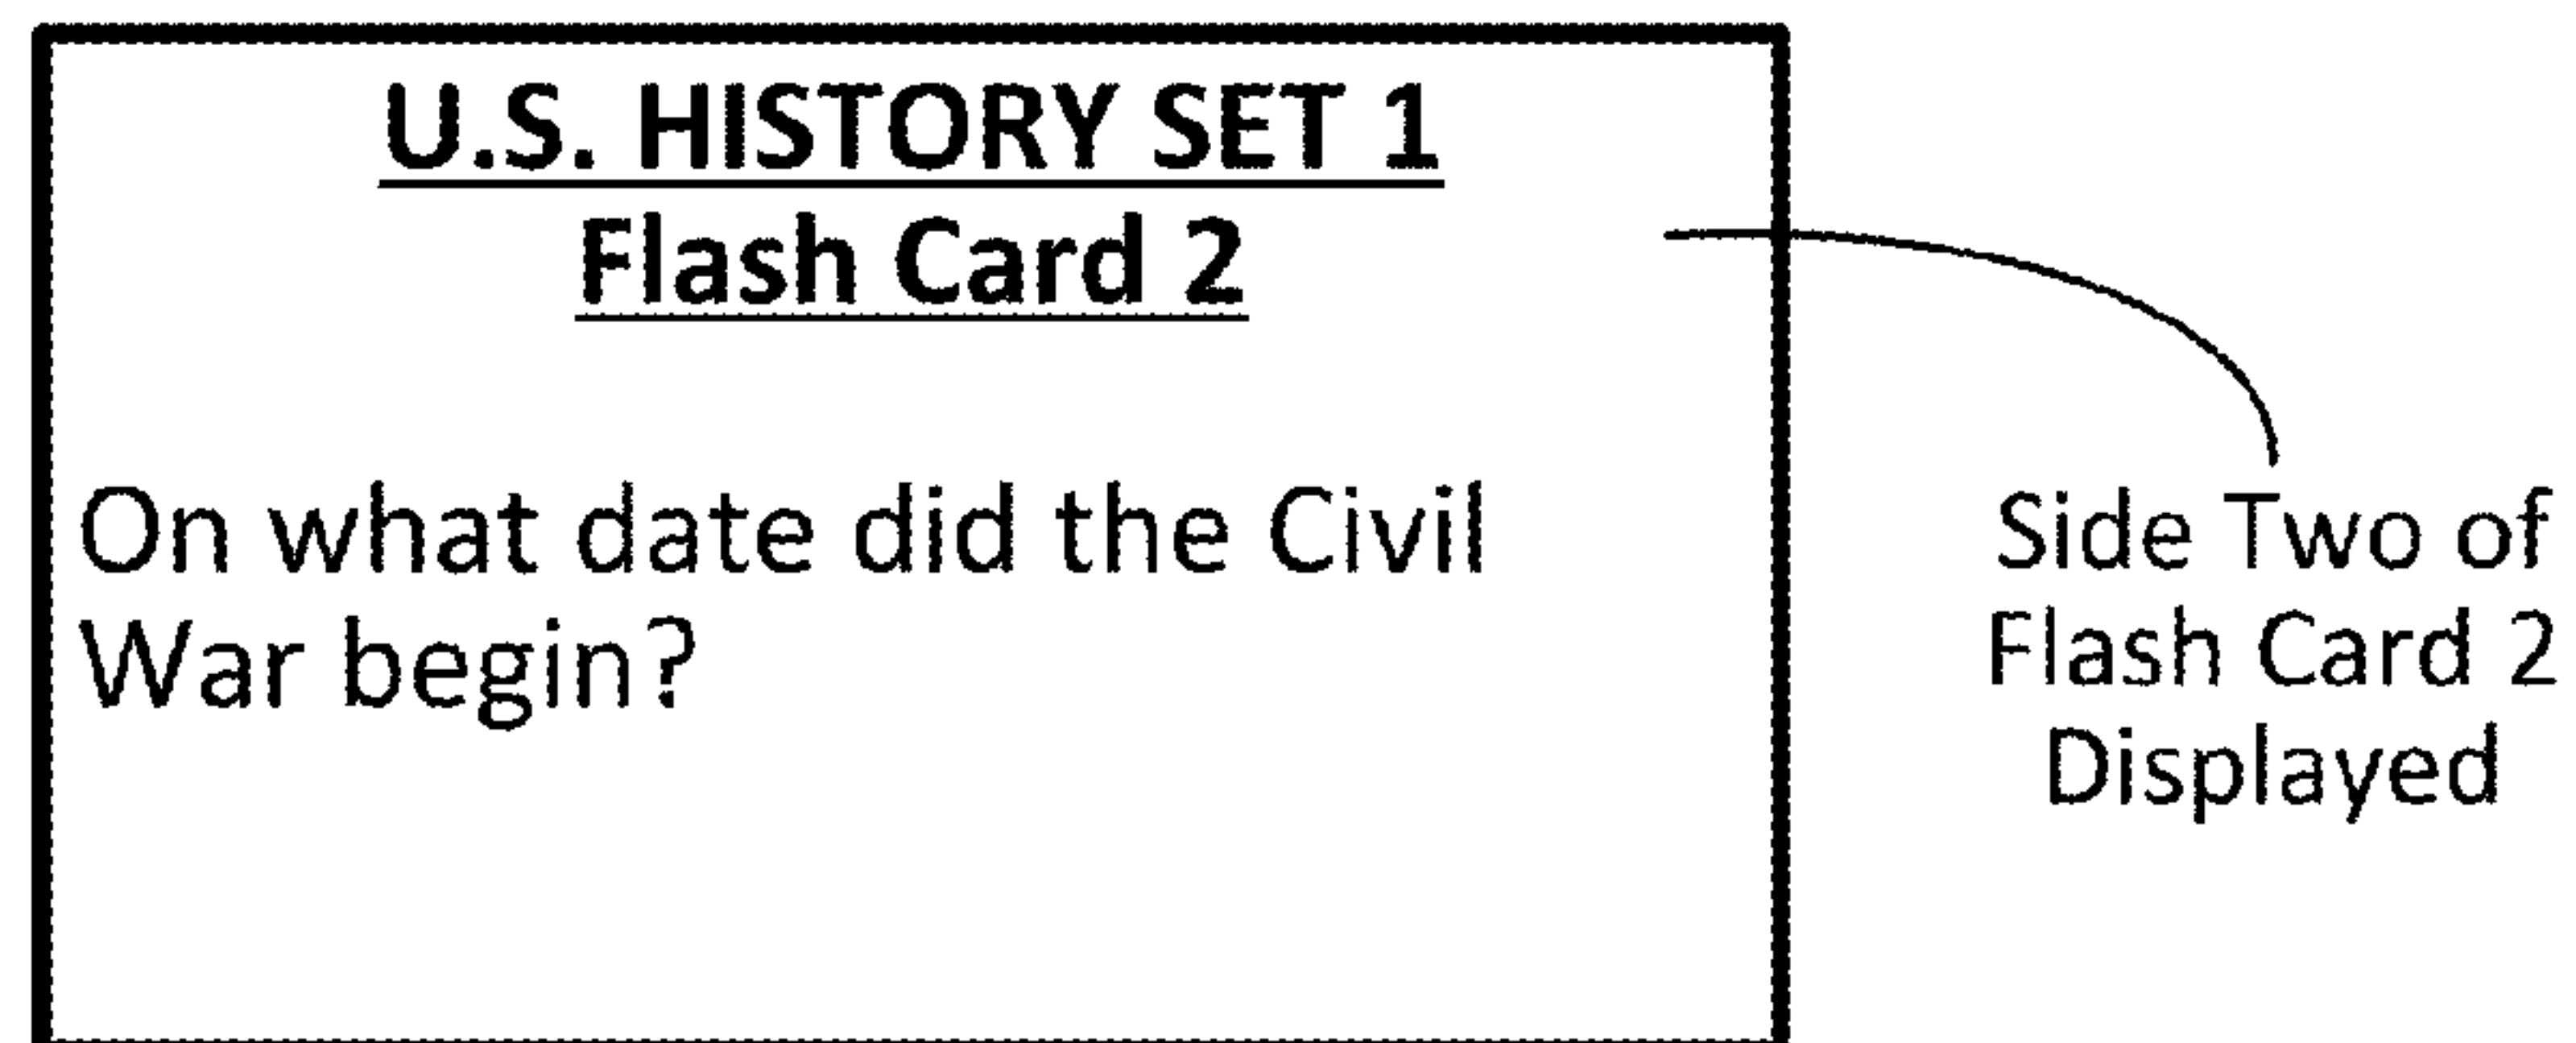 U.S. HISTORY SET 1
Flash Card 2
On what date did the Civil
War begin?
Side Two of
Flash Card 2
Displayed